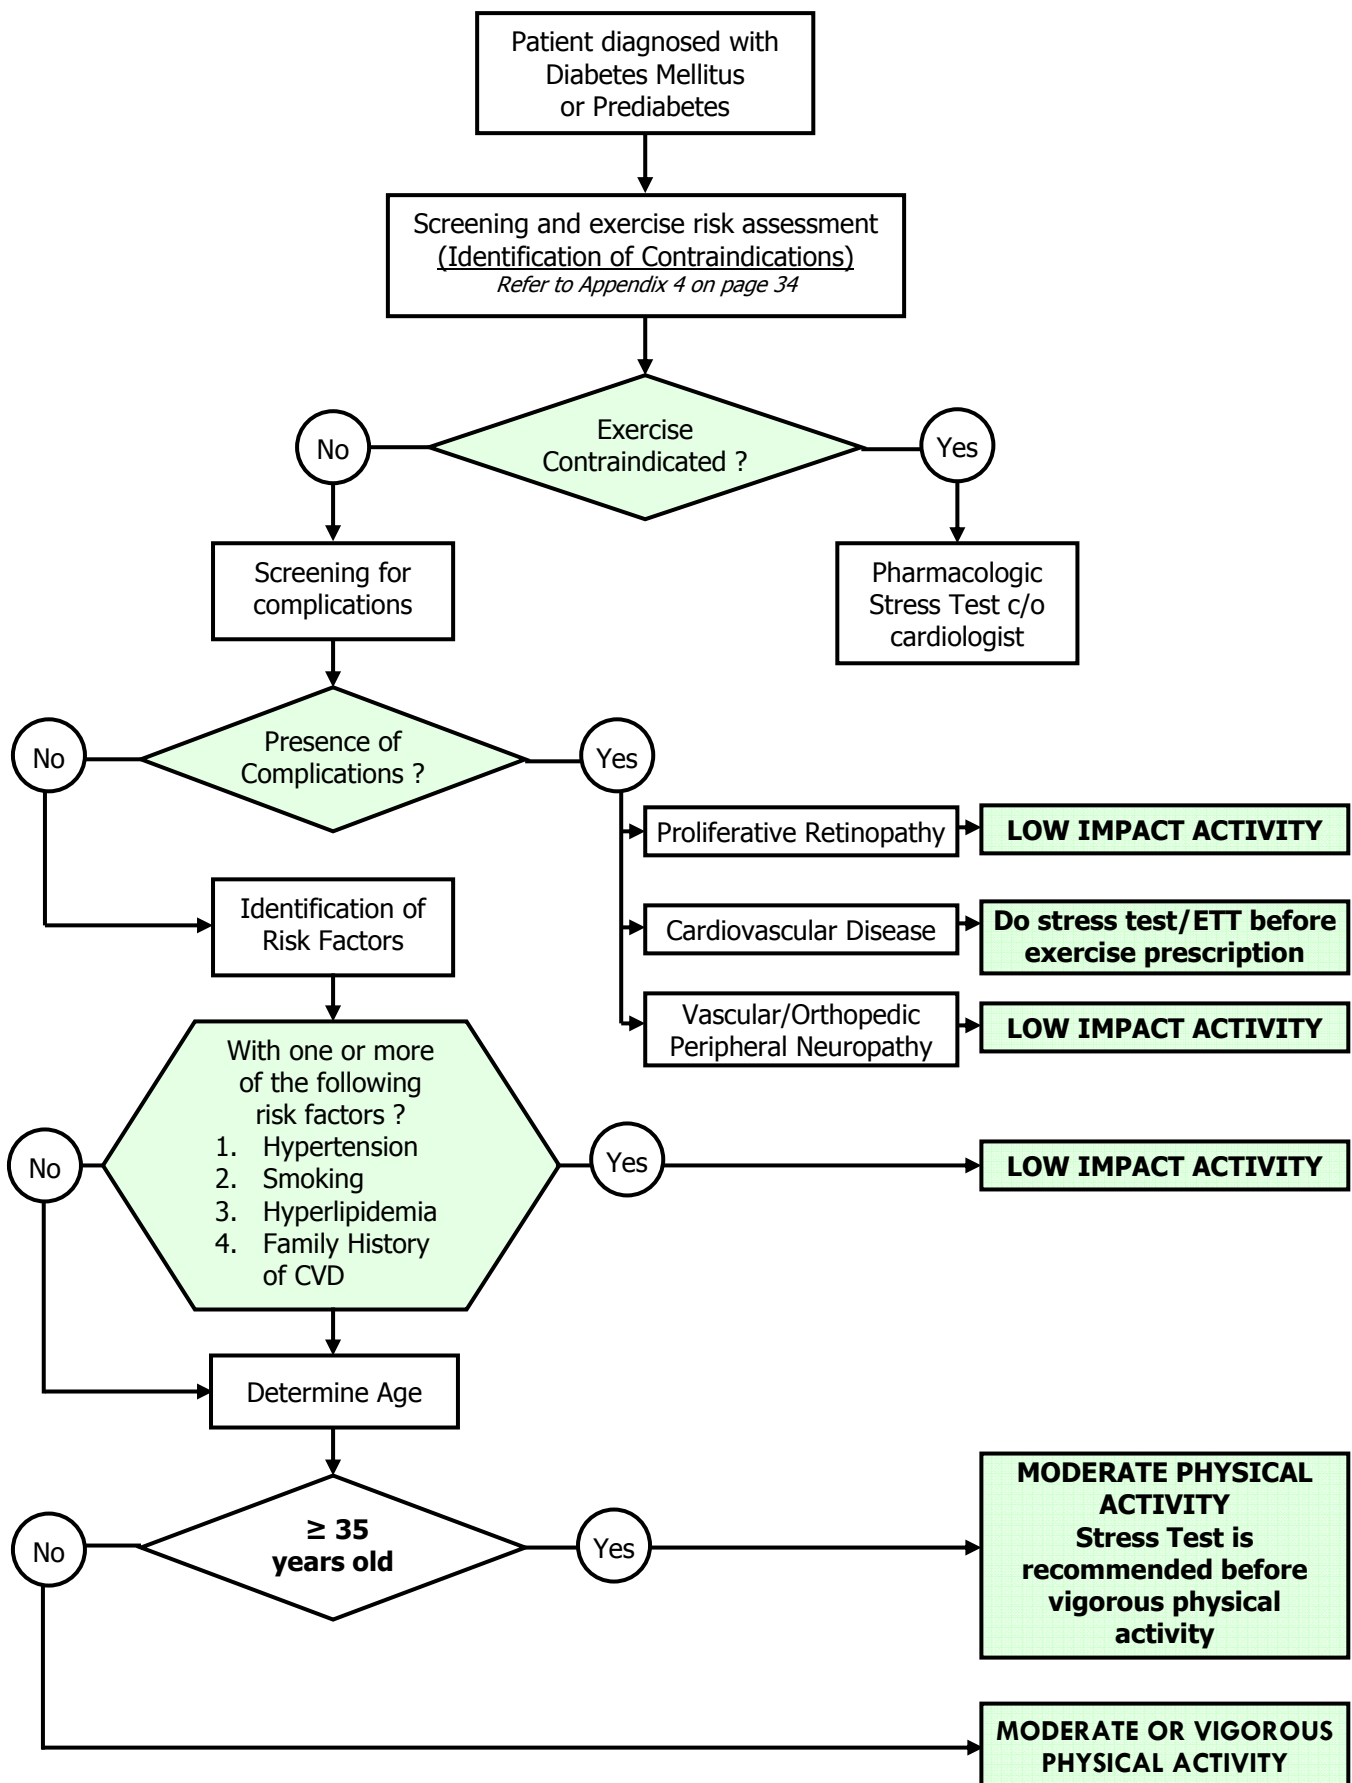 Patient diagnosed with
Diabetes Mellitus
or Prediabetes
Screening and exercise risk assessment
(Identification of Contraindications)
Refer to Appendix 4 on page 34
No
Exercise
Contraindicated ?
Yes
Screening for
complications
Pharmacologic
Stress Test c/o
cardiologist
No
Presence of
Complications ?
Yes
Proliferative Retinopathy
LOW IMPACT ACTIVITY
Identification of
Risk Factors
Cardiovascular Disease
Do stress test/ETT before
exercise prescription
Vascular/Orthopedic
Peripheral Neuropathy
LOW IMPACT ACTIVITY
With one or more
of the following
risk factors ?
1. Hypertension
2. Smoking
3. Hyperlipidemia
4. Family History
of CVD
No
Yes
LOW IMPACT ACTIVITY
Determine Age
No
≥ 35
years old
Yes
MODERATE PHYSICAL
ACTIVITY
Stress Test is
recommended before
vigorous physical
activity
MODERATE OR VIGOROUS
PHYSICAL ACTIVITY